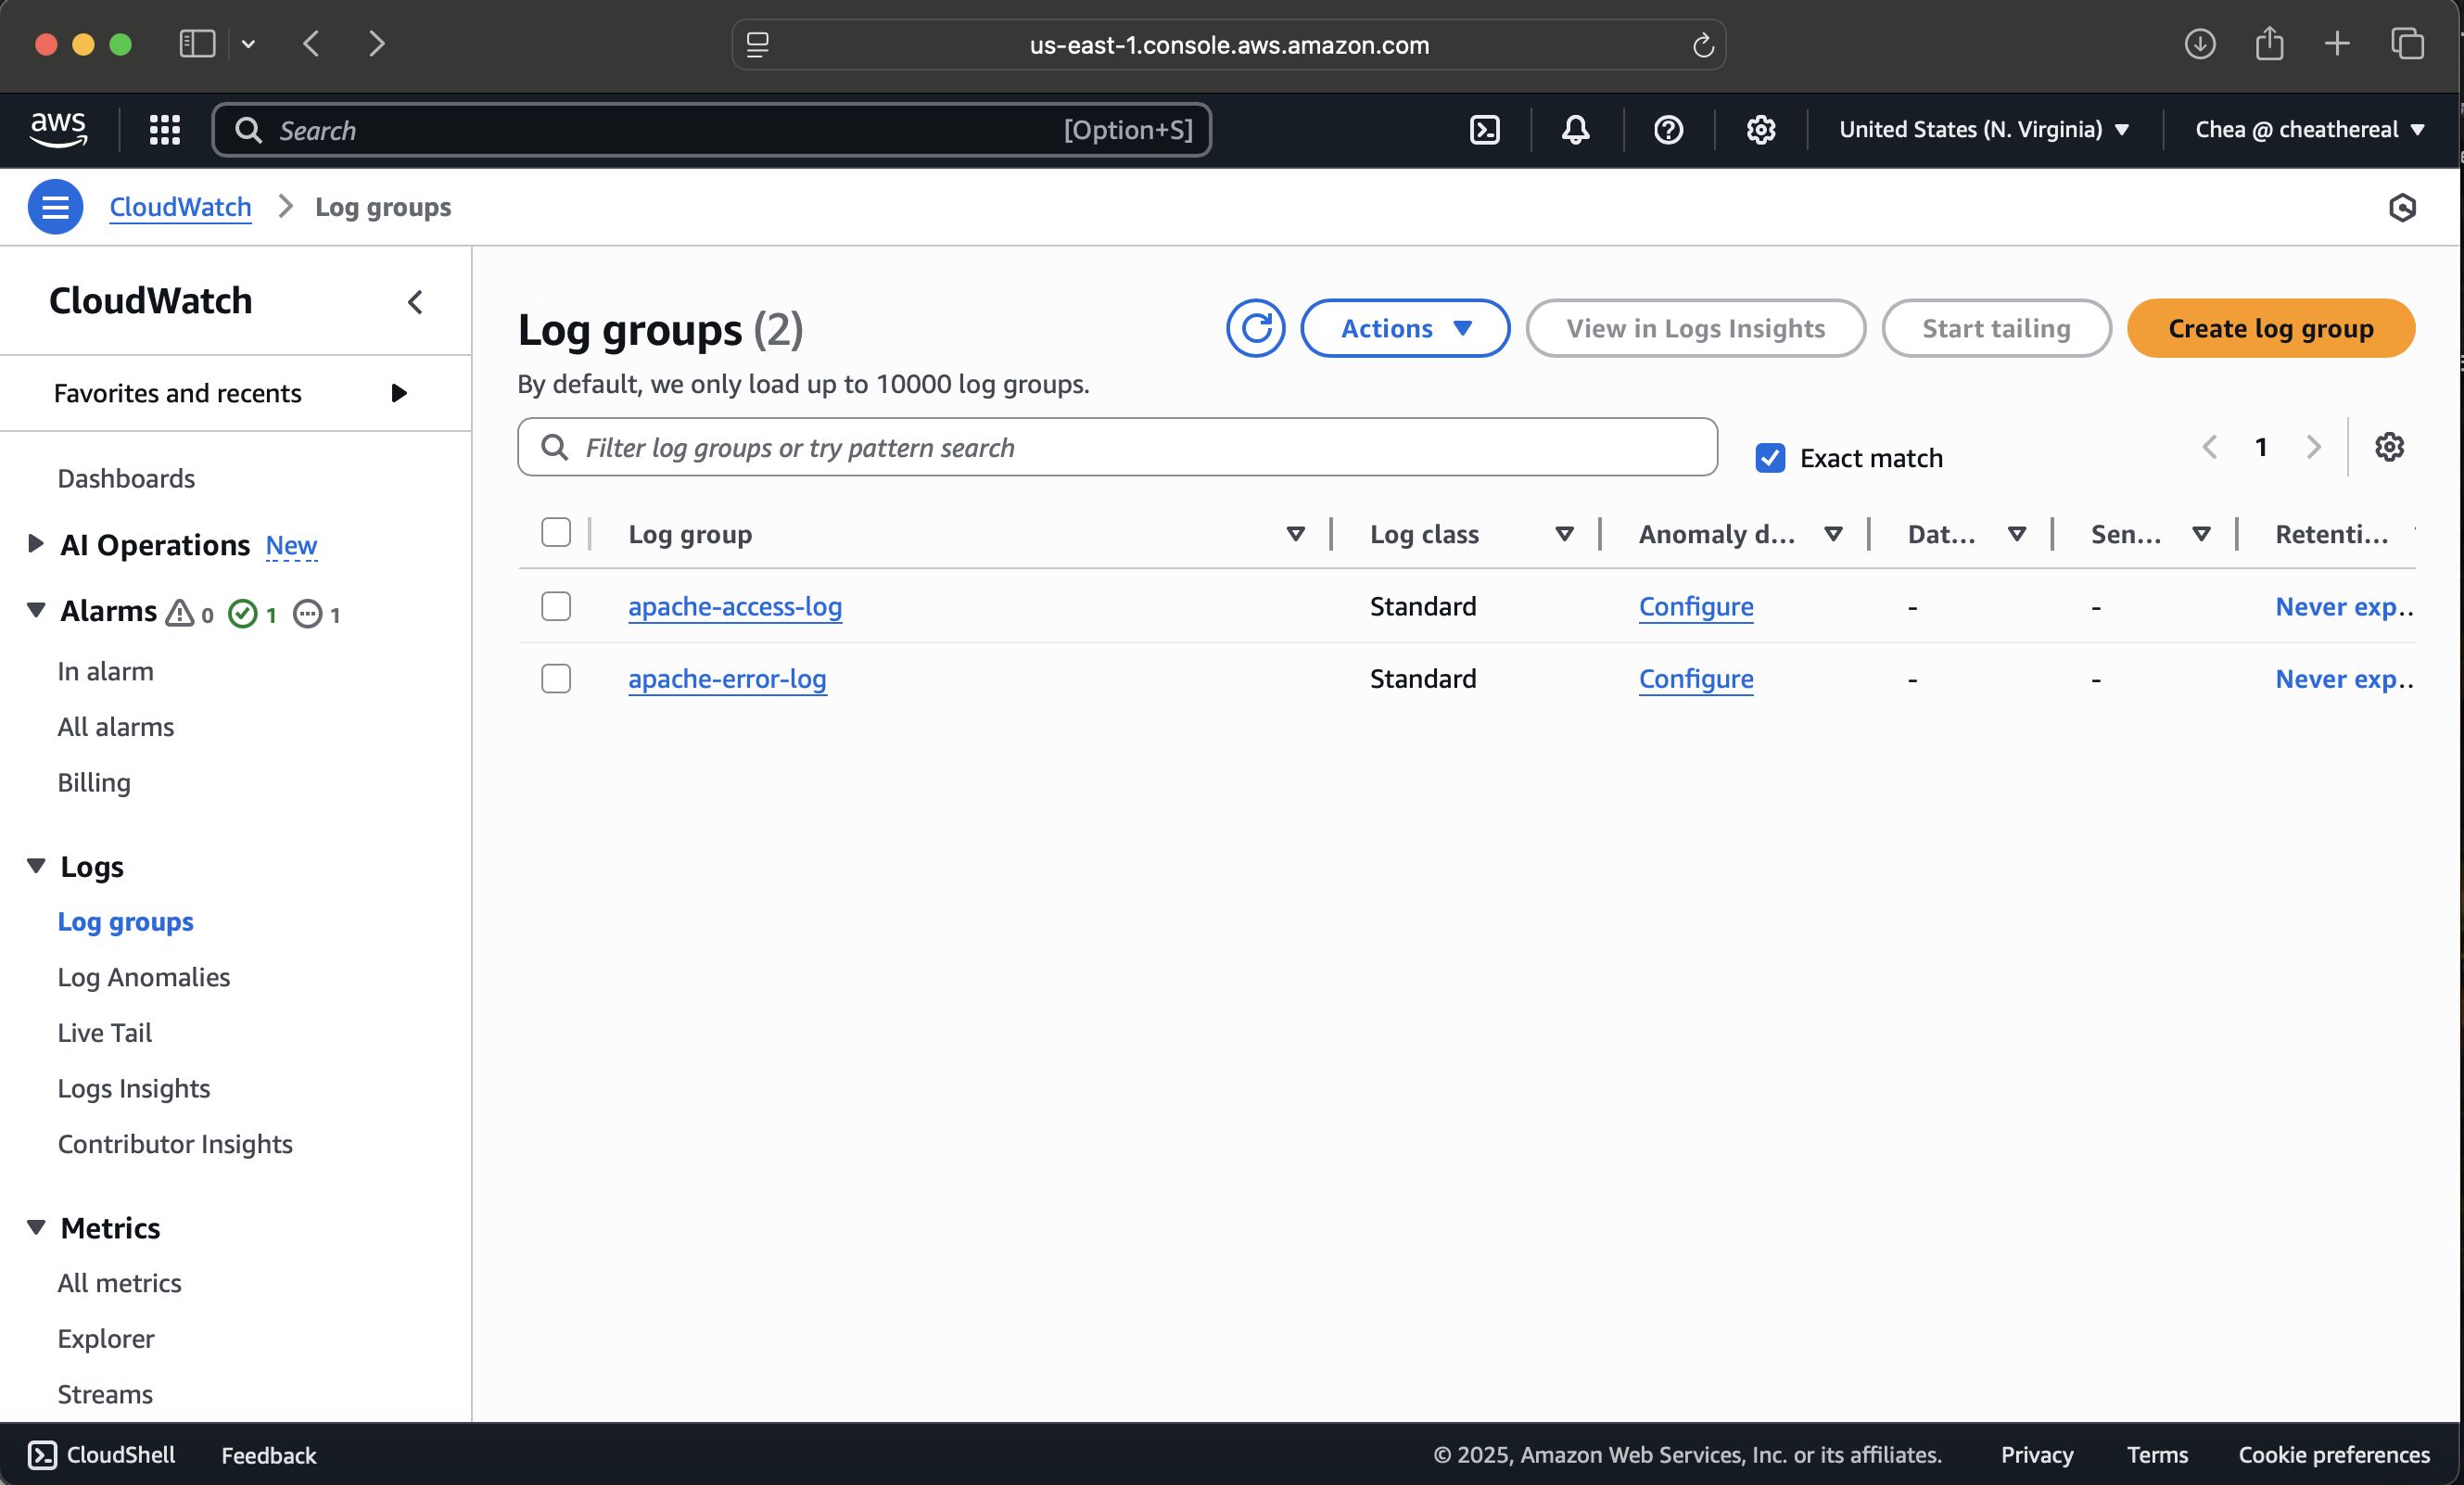 us-east-1.console.aws.amazon.com
aws
Search [Option+S]
United States (N. Virginia)
Chea @ cheathereal
CloudWatch > Log groups
CloudWatch
Favorites and recents
Dashboards
AI Operations New
Alarms 0 1 1
In alarm
All alarms
Billing
Logs
Log groups
Log Anomalies
Live Tail
Logs Insights
Contributor Insights
Metrics
All metrics
Explorer
Streams
Log groups (2)
Actions
View in Logs Insights
Start tailing
Create log group
By default, we only load up to 10000 log groups.
Filter log groups or try pattern search
Exact match
1
Log group Log class Anomaly d... Dat... Sen... Retenti...
apache-access-log Standard Configure - - Never exp..
apache-error-log Standard Configure - - Never exp..
CloudShell Feedback
© 2025, Amazon Web Services, Inc. or its affiliates. Privacy Terms Cookie preferences